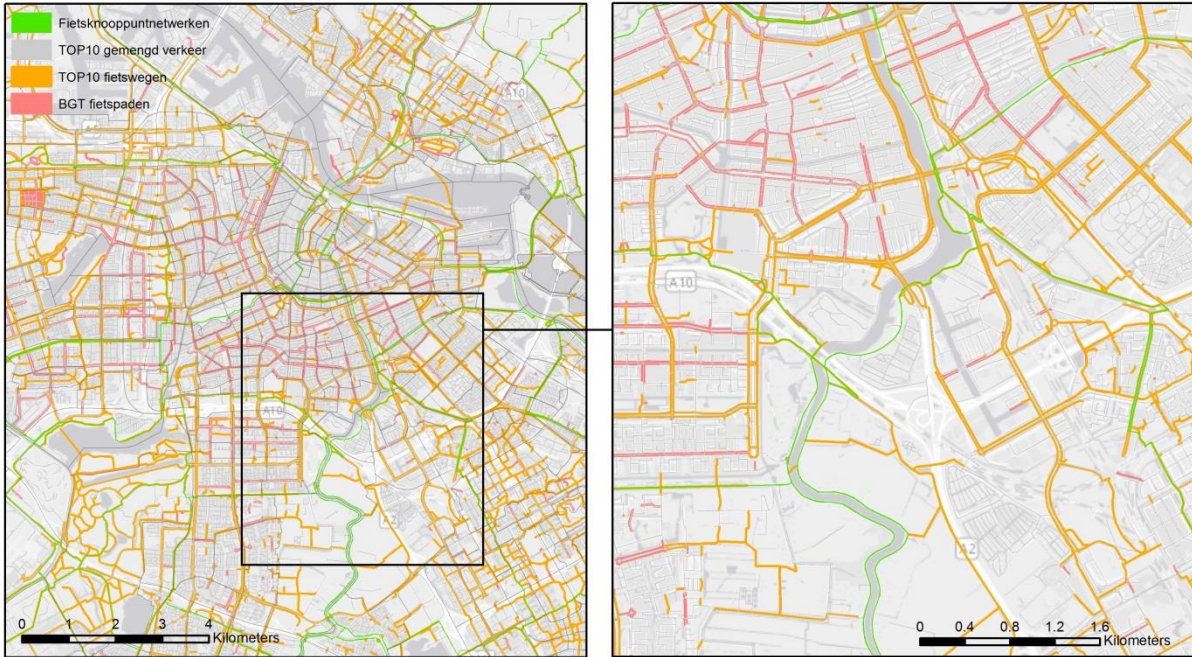 Fietsknooppuntnetwerken
TOP10 gemengd verkeer
TOP10 fietswegen
BGT fietspaden
A10
A10
A2
0 1 2 3 4
Kilometers
A10
A2
0 0.4 0.8 1.2 1.6
Kilometers